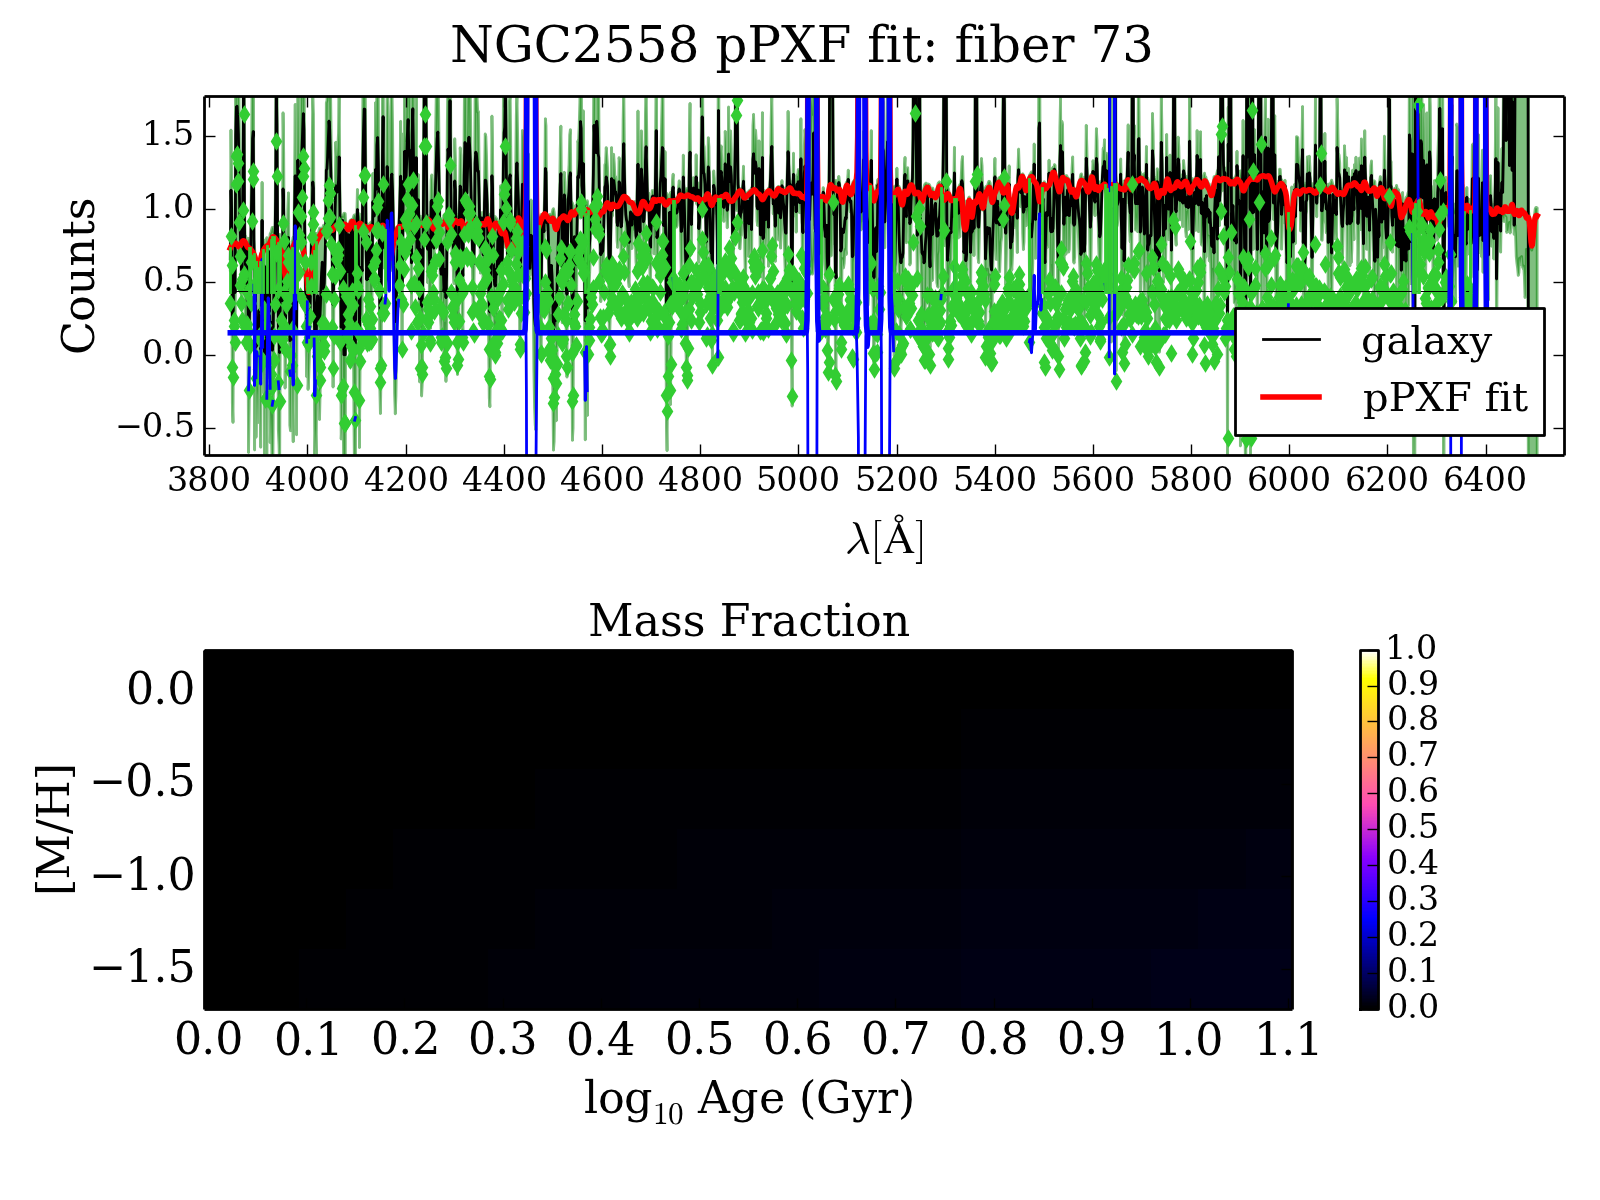 NGC2558 pPXF fit: fiber 73
Counts
1.5
1.0
0.5
0.0
−0.5
galaxy
pPXF fit
3800 4000 4200 4400 4600 4800 5000 5200 5400 5600 5800 6000 6200 6400
λ[Å]
Mass Fraction
[M/H]
0.0
−0.5
−1.0
−1.5
0.0 0.1 0.2 0.3 0.4 0.5 0.6 0.7 0.8 0.9 1.0 1.1
log₁₀ Age (Gyr)
1.0
0.9
0.8
0.7
0.6
0.5
0.4
0.3
0.2
0.1
0.0